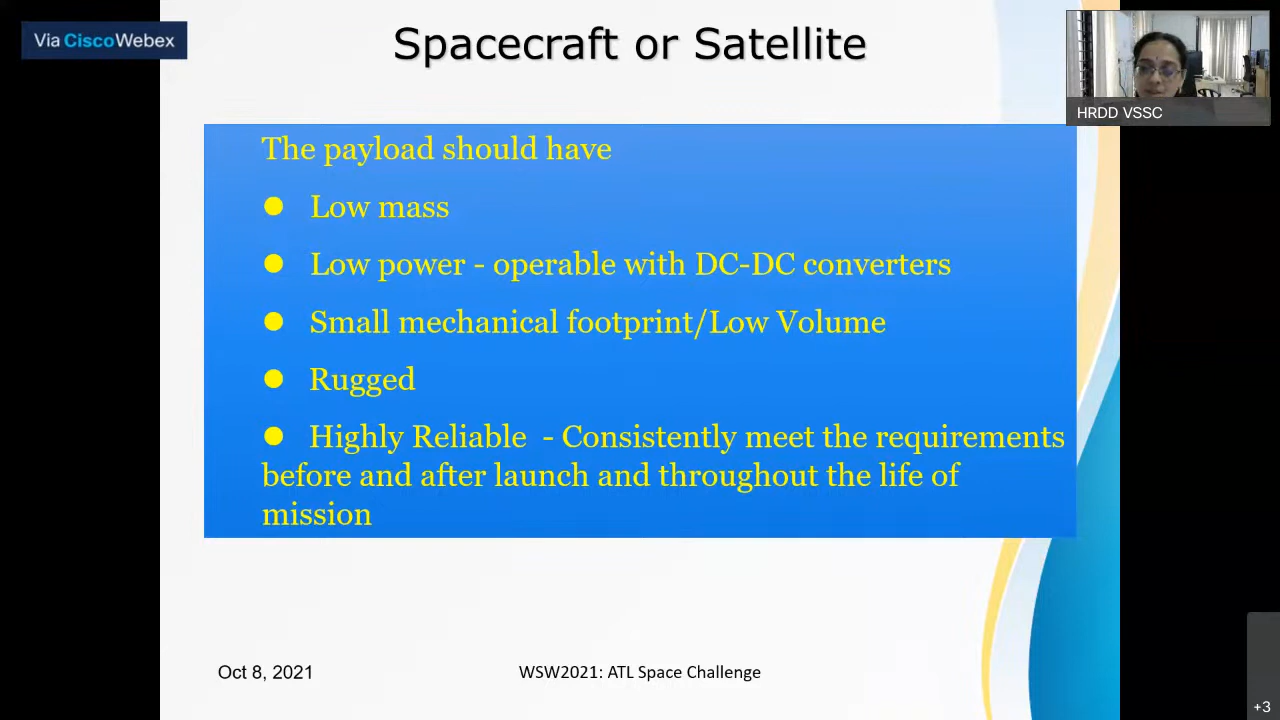 Via Cisco Webex
Spacecraft or Satellite
HRDD VSSC
The payload should have
● Low mass
● Low power - operable with DC-DC converters
● Small mechanical footprint/Low Volume
● Rugged
● Highly Reliable - Consistently meet the requirements
before and after launch and throughout the life of
mission
Oct 8, 2021
WSW2021: ATL Space Challenge
+3